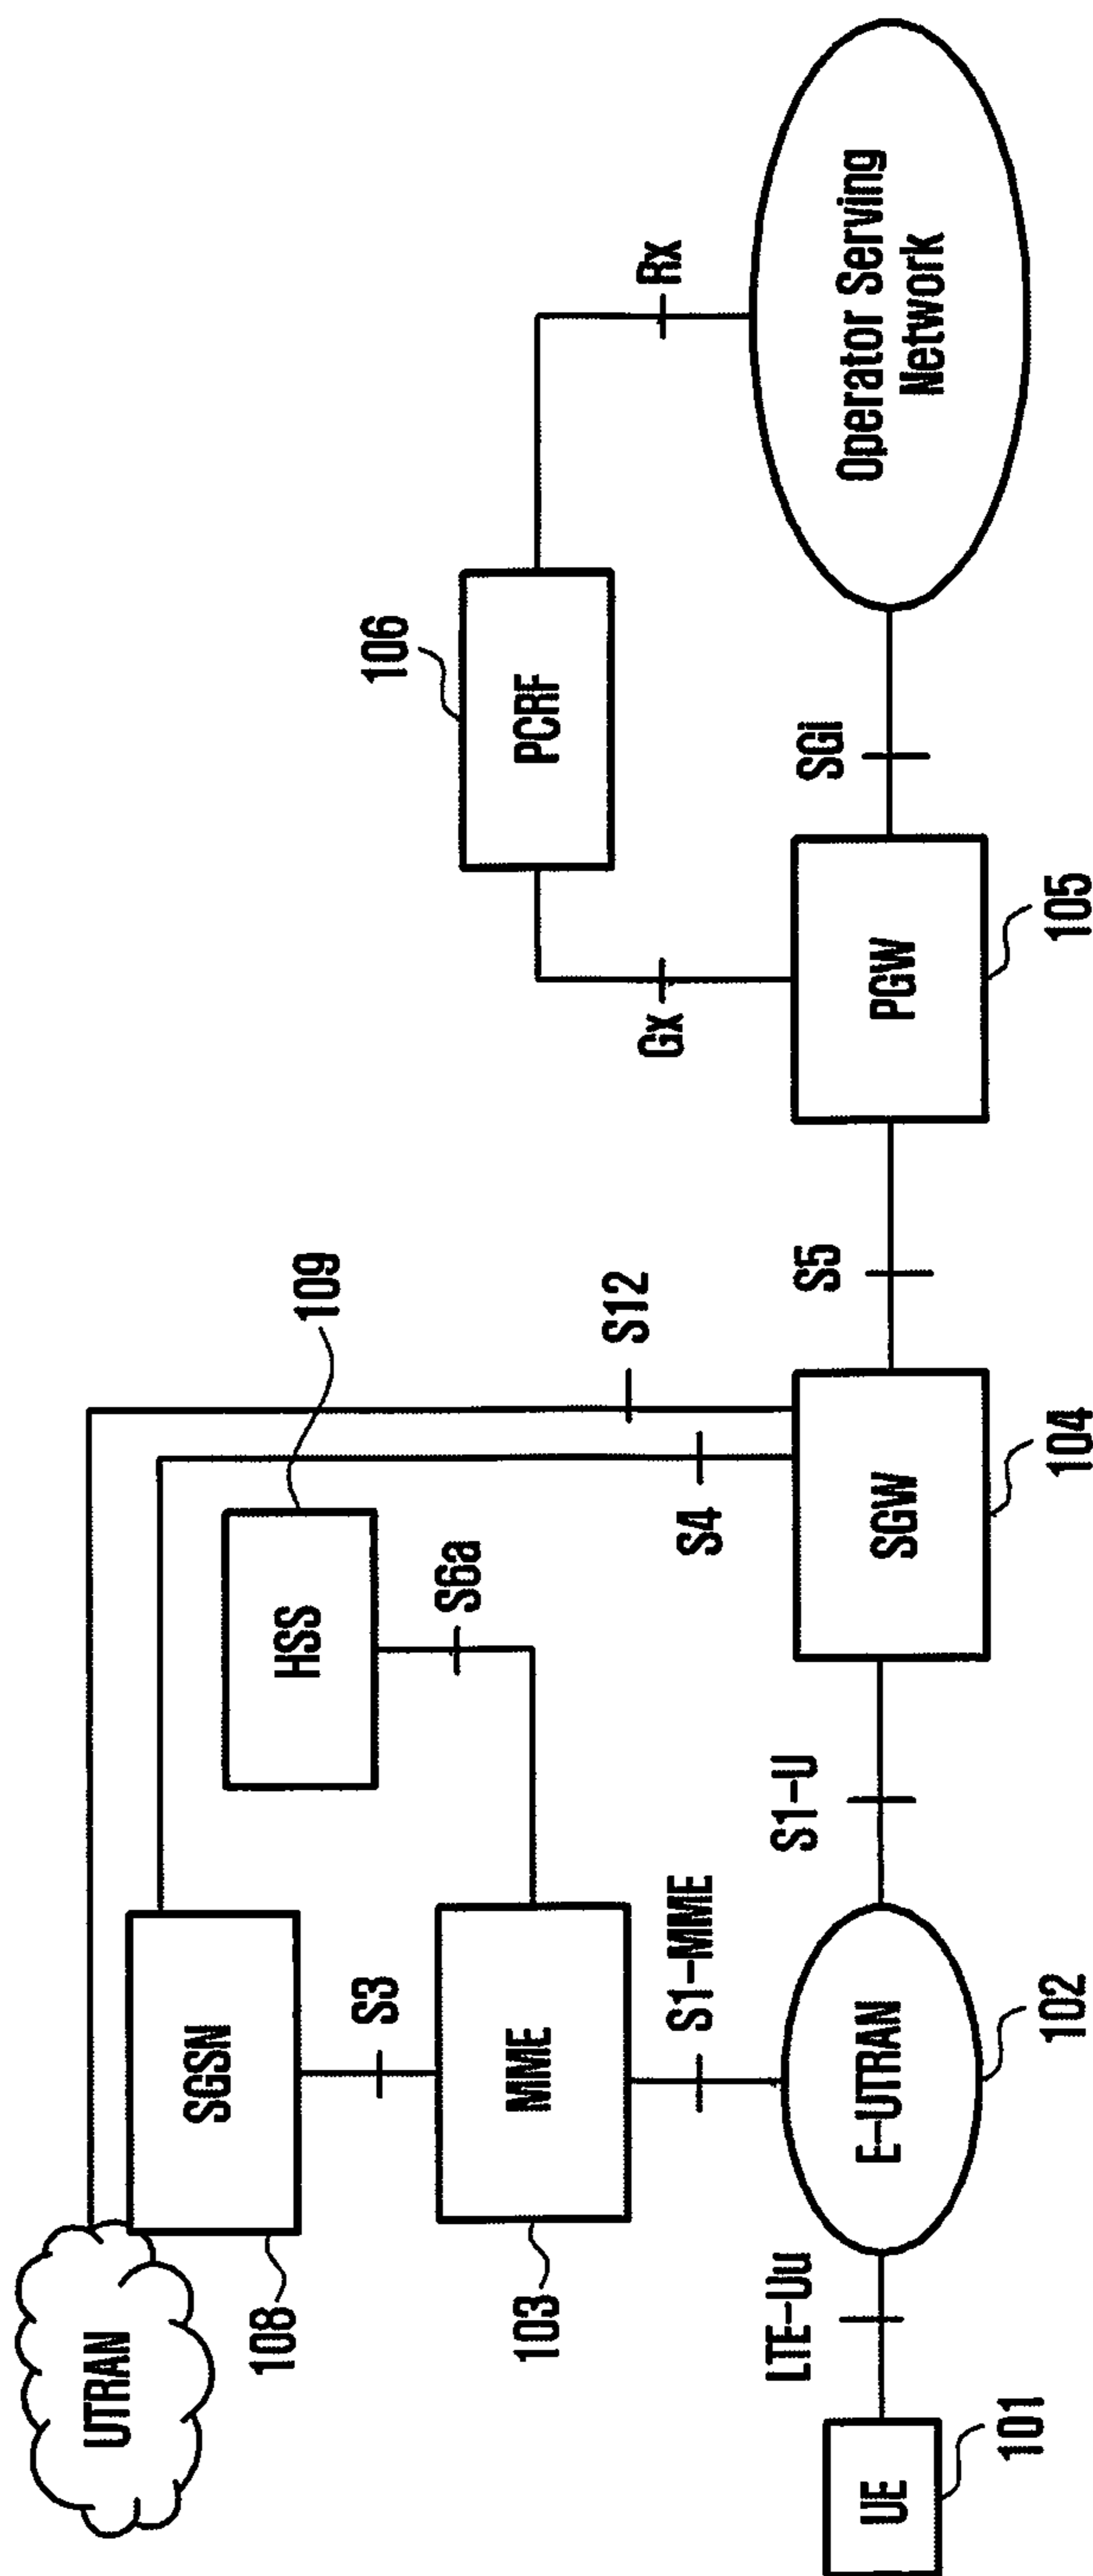 UTRAN
SGSN
108
S3
MME
103
HSS
109
S6a
S12
S4
S1-MME
LTE-Uu
UE
101
E-UTRAN
102
S1-U
SGW
104
S5
PGW
105
Gx
PCRF
106
Rx
SGi
Operator Serving
Network